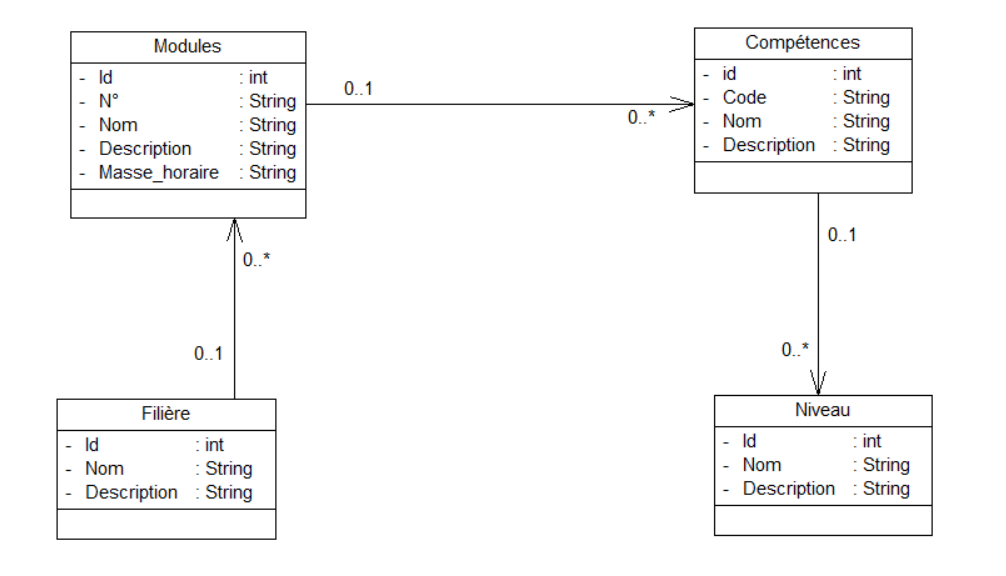 Modules
- Id : int
- N° : String
- Nom : String
- Description : String
- Masse_horaire : String
0..1
0..*
Compétences
- id : int
- Code : String
- Nom : String
- Description : String
0..1
0..*
0..*
0..1
Filière
- Id : int
- Nom : String
- Description : String
Niveau
- Id : int
- Nom : String
- Description : String